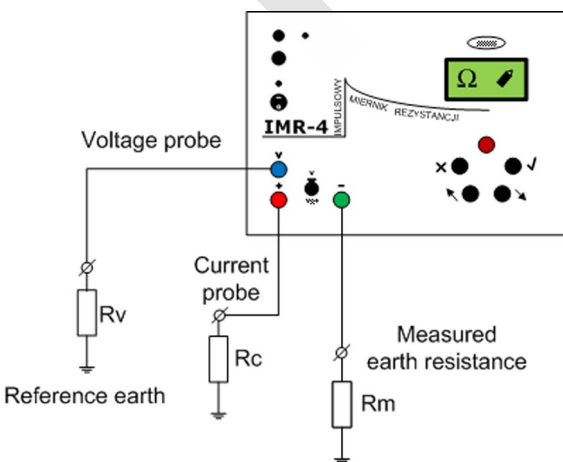 Ω
IMPULSOWY
MIERNIK REZYSTANCJI
IMR-4
Voltage probe
V
+
-
Current
probe
Rv
Rc
Reference earth
Measured
earth resistance
Rm